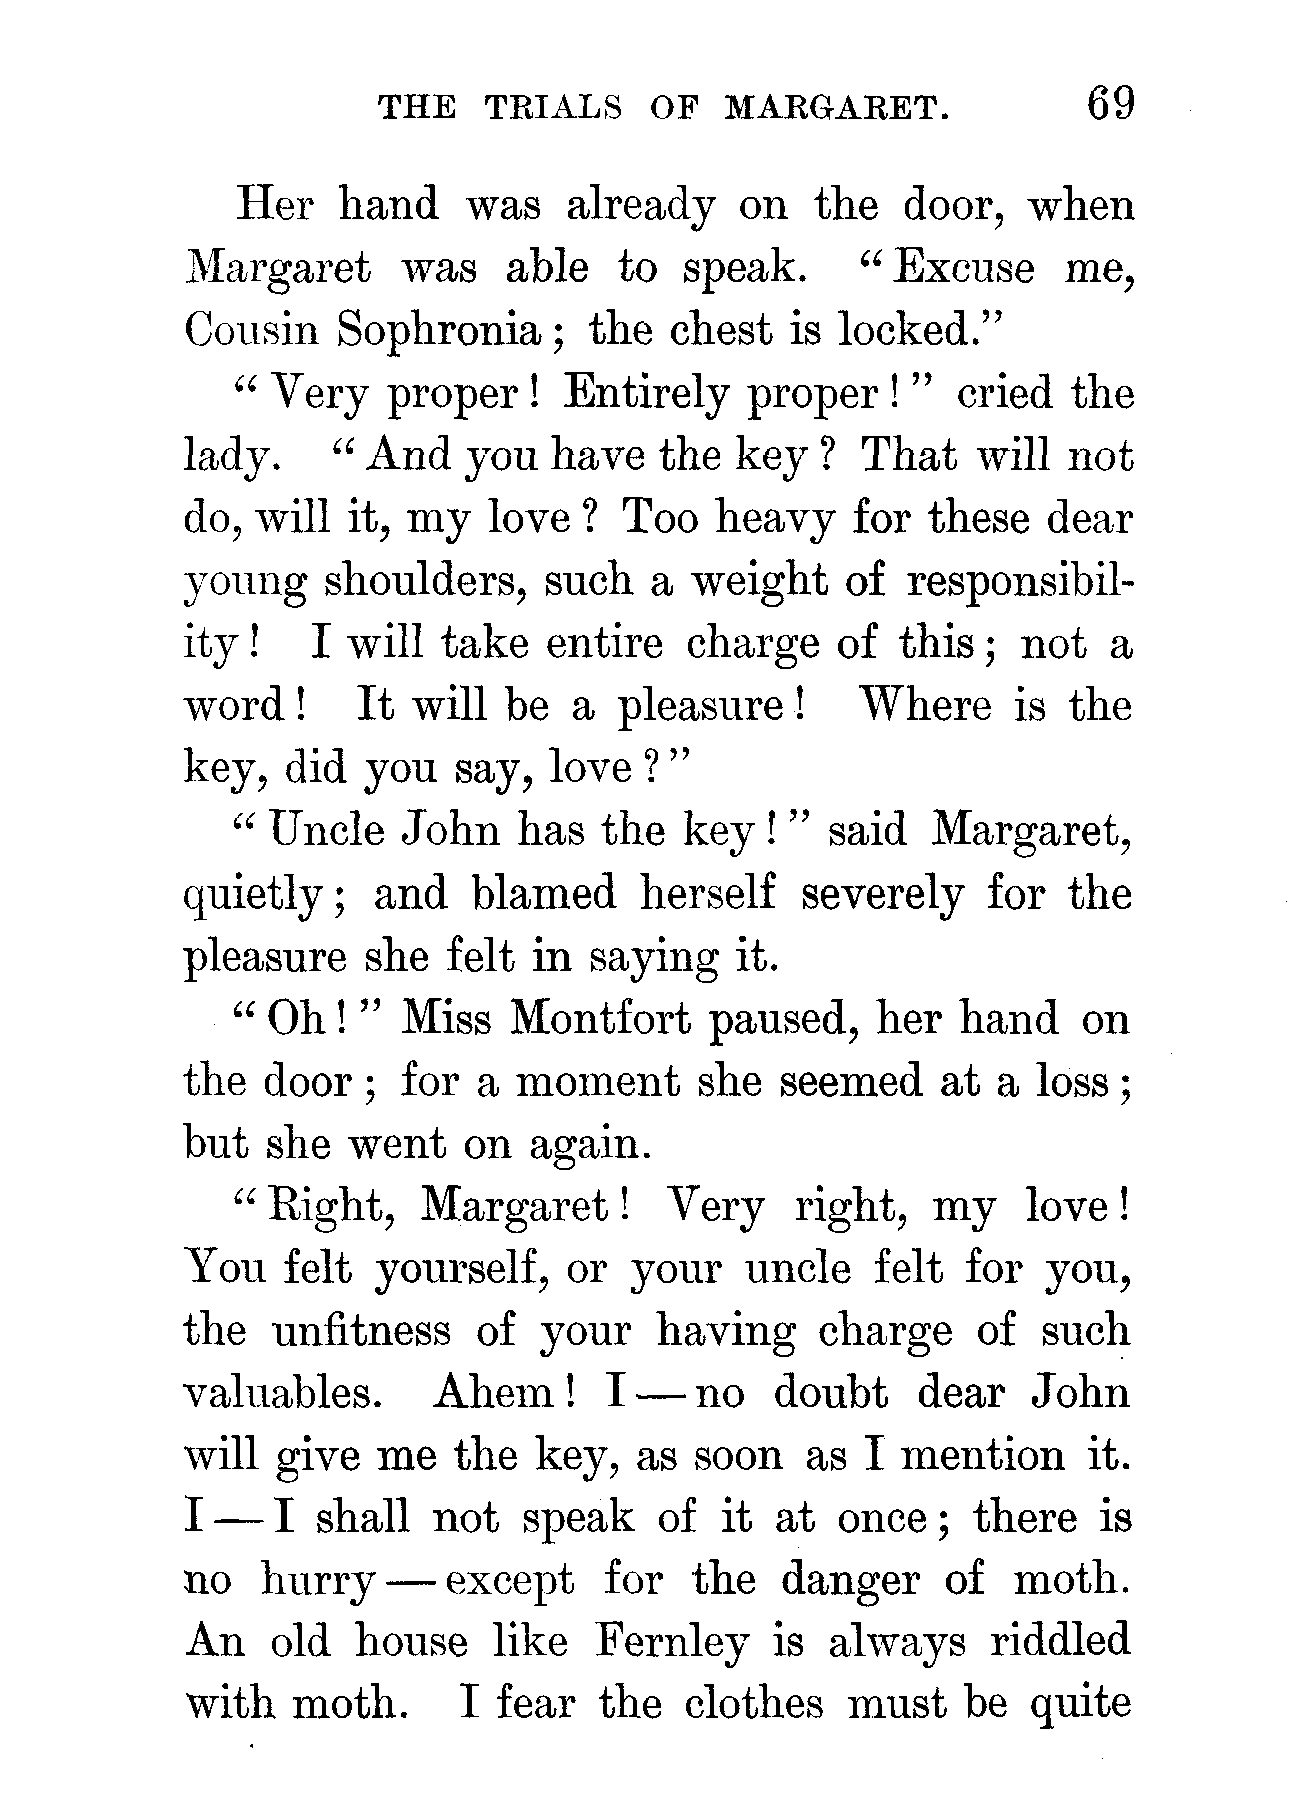 THE TRIALS OF MARGARET. 69
Her hand was already on the door, when
Margaret was able to speak. “Excuse me,
Cousin Sophronia; the chest is locked.”
“Very proper! Entirely proper!” cried the
lady. “And you have the key? That will not
do, will it, my love? Too heavy for these dear
young shoulders, such a weight of responsibil-
ity! I will take entire charge of this; not a
word! It will be a pleasure! Where is the
key, did you say, love?”
“Uncle John has the key!” said Margaret,
quietly; and blamed herself severely for the
pleasure she felt in saying it.
“Oh!” Miss Montfort paused, her hand on
the door; for a moment she seemed at a loss;
but she went on again.
“Right, Margaret! Very right, my love!
You felt yourself, or your uncle felt for you,
the unfitness of your having charge of such
valuables. Ahem! I — no doubt dear John
will give me the key, as soon as I mention it.
I — I shall not speak of it at once; there is
no hurry — except for the danger of moth.
An old house like Fernley is always riddled
with moth. I fear the clothes must be quite